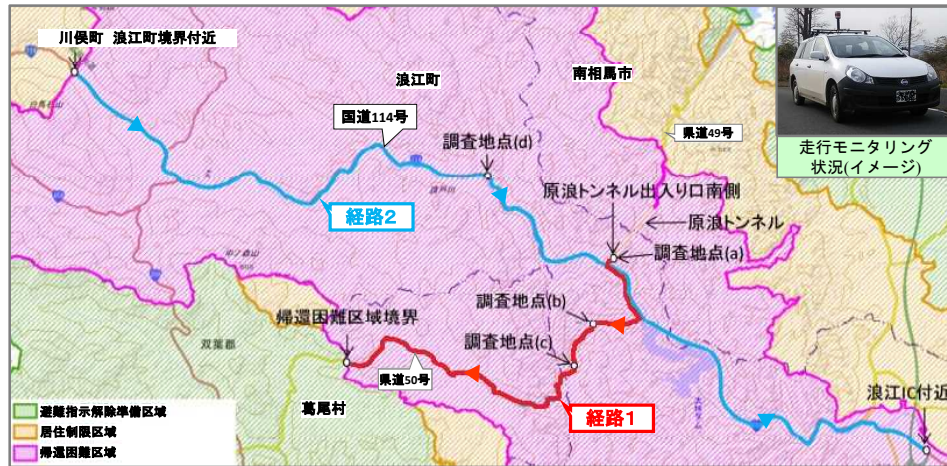 川俣町 浪江町境界付近
浪江町
南相馬市
国道114号
県道49号
調査地点(d)
走行モニタリング
状況(イメージ)
原浪トンネル出入り口南側
経路2
原浪トンネル
調査地点(a)
調査地点(b)
帰還困難区域境界
調査地点(c)
双葉郡
県道50号
浪江IC付近
葛尾村
経路1
避難指示解除準備区域
居住制限区域
帰還困難区域